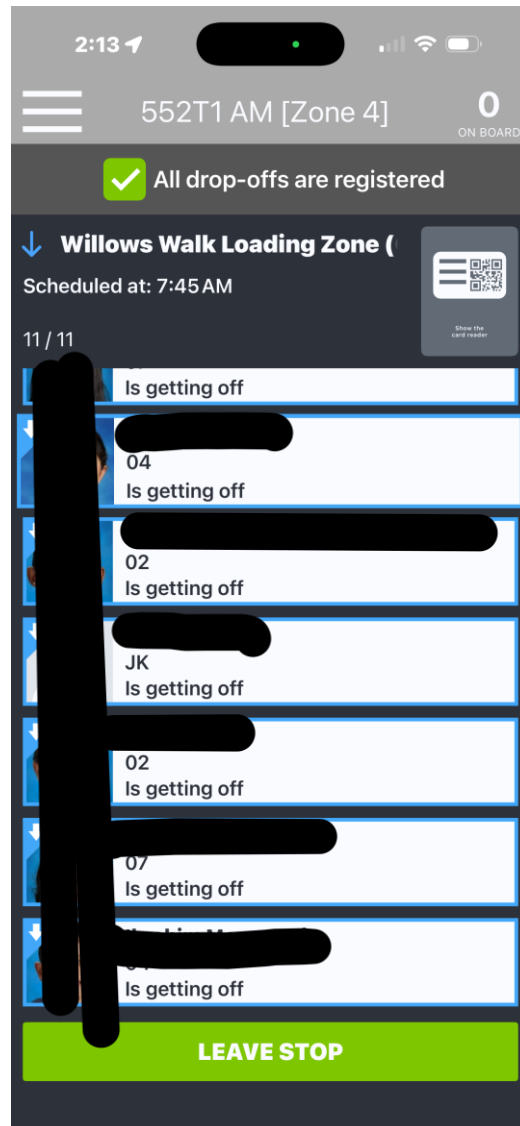 2:13
552T1 AM [Zone 4]
0
ON BOARD
All drop-offs are registered
Willows Walk Loading Zone (
Scheduled at: 7:45 AM
Show the
card reader
11 / 11
Is getting off
04
Is getting off
02
Is getting off
JK
Is getting off
02
Is getting off
07
Is getting off
Is getting off
LEAVE STOP